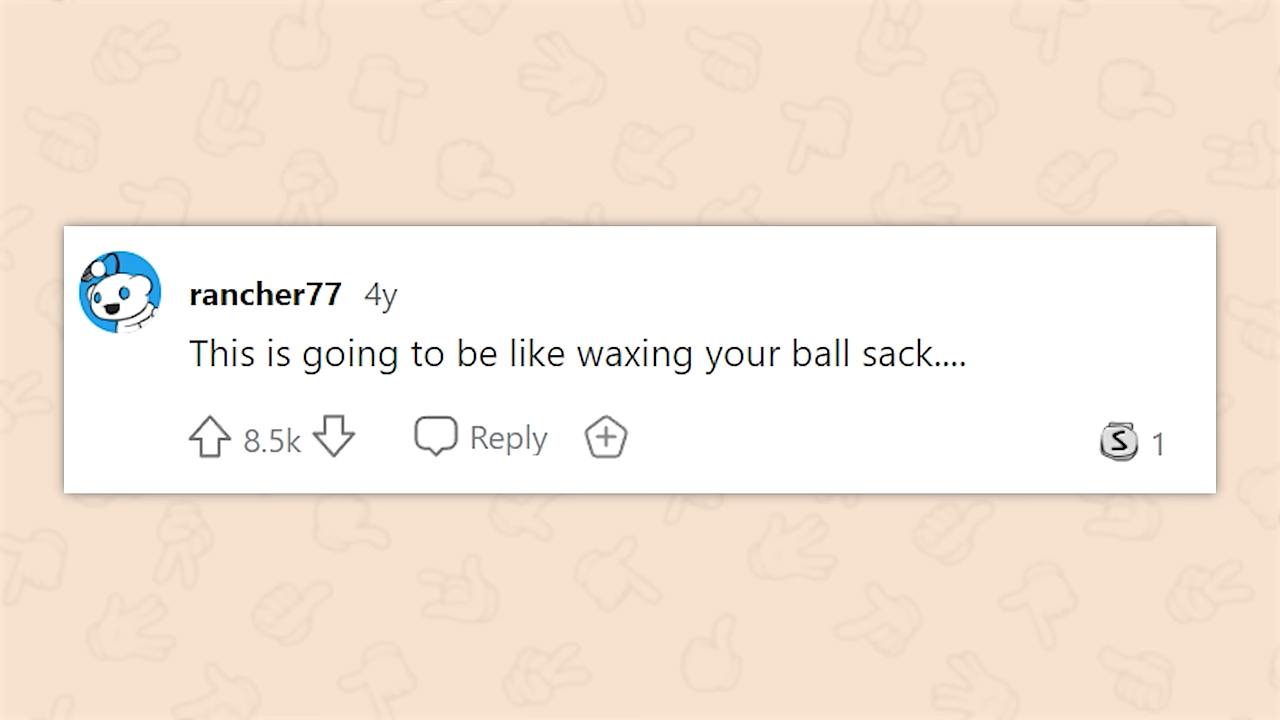 rancher77 4y
This is going to be like waxing your ball sack....
8.5k Reply S 1